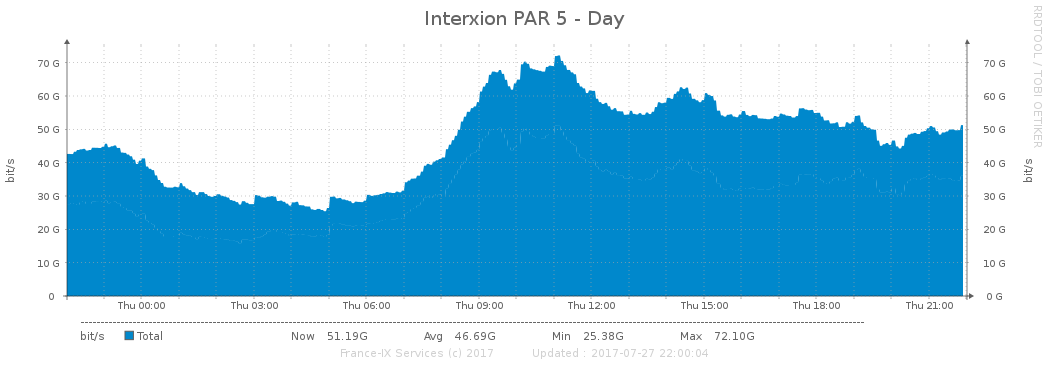 Interxion PAR 5 - Day
RRDTOOL / TOBI OETIKER
bit/s
70 G
60 G
50 G
40 G
30 G
20 G
10 G
0
70 G
60 G
50 G
40 G
30 G
20 G
10 G
0 G
bit/s
Thu 00:00 Thu 03:00 Thu 06:00 Thu 09:00 Thu 12:00 Thu 15:00 Thu 18:00 Thu 21:00
bit/s Total Now 51.19G Avg 46.69G Min 25.38G Max 72.10G
France-IX Services (c) 2017 Updated : 2017-07-27 22:00:04